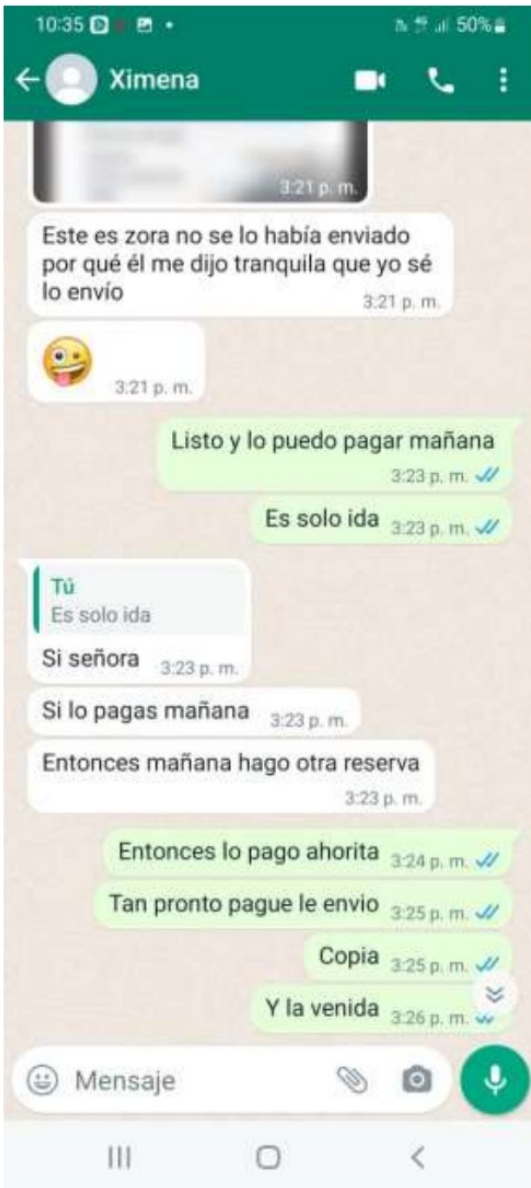 10:35
50%
Ximena
3:21 p. m.
Este es zora no se lo había enviado
por qué él me dijo tranquila que yo sé
lo envío
3:21 p. m.
3:21 p. m.
Listo y lo puedo pagar mañana
3:23 p. m.
Es solo ida 3:23 p. m.
Tú
Es solo ida
Si señora 3:23 p. m.
Si lo pagas mañana 3:23 p. m.
Entonces mañana hago otra reserva
3:23 p. m.
Entonces lo pago ahorita 3:24 p. m.
Tan pronto pague le envio 3:25 p. m.
Copia 3:25 p. m.
Y la venida 3:26 p. m.
Mensaje